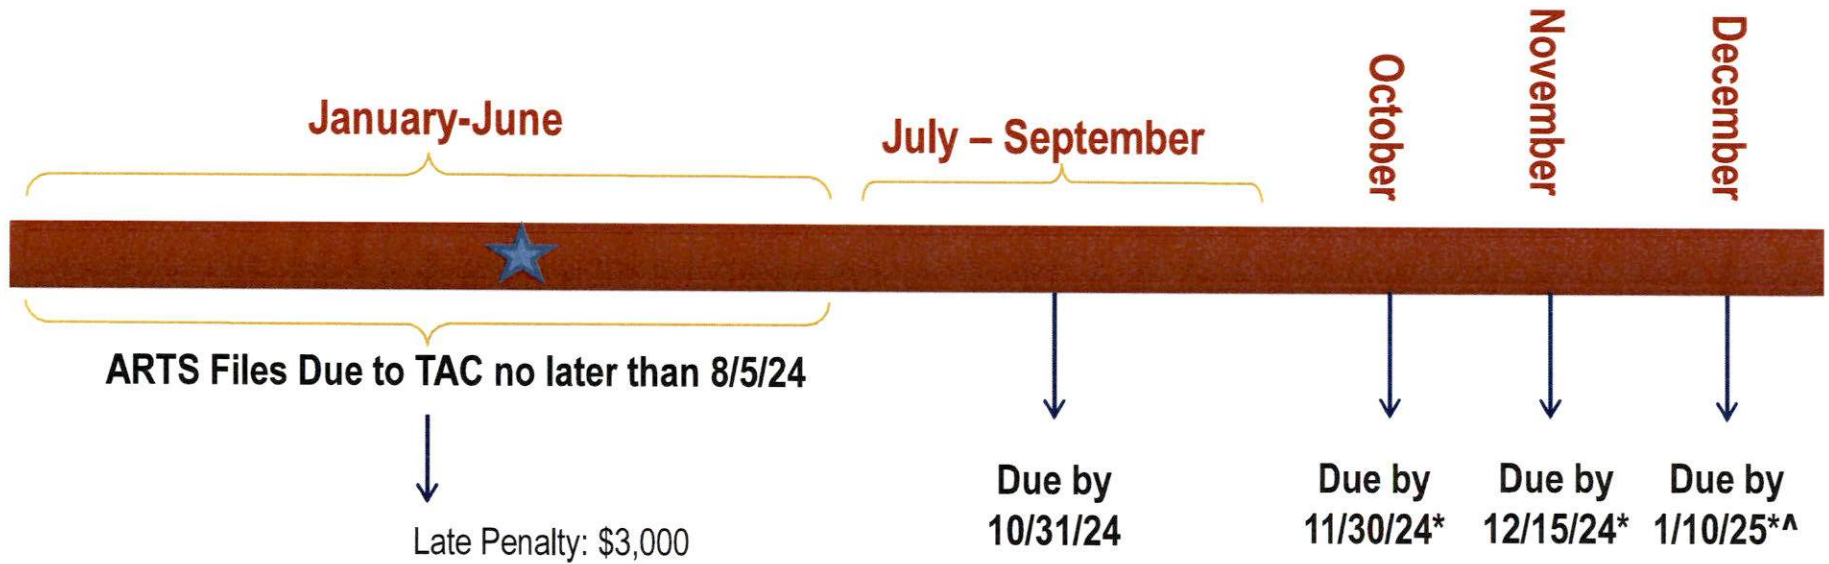 January-June
July – September
October
November
December
ARTS Files Due to TAC no later than 8/5/24
Late Penalty: $3,000
Due by
10/31/24
Due by
11/30/24*
Due by
12/15/24*
Due by
1/10/25*^